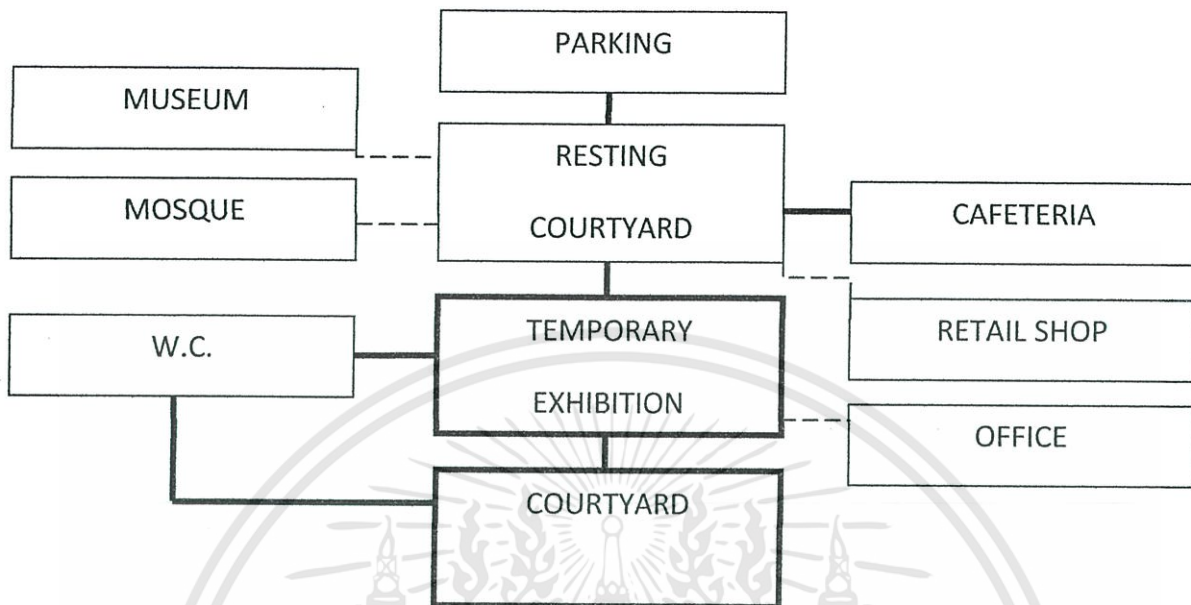 PARKING
MUSEUM
RESTING
COURTYARD
MOSQUE
CAFETERIA
TEMPORARY
EXHIBITION
W.C.
RETAIL SHOP
OFFICE
COURTYARD